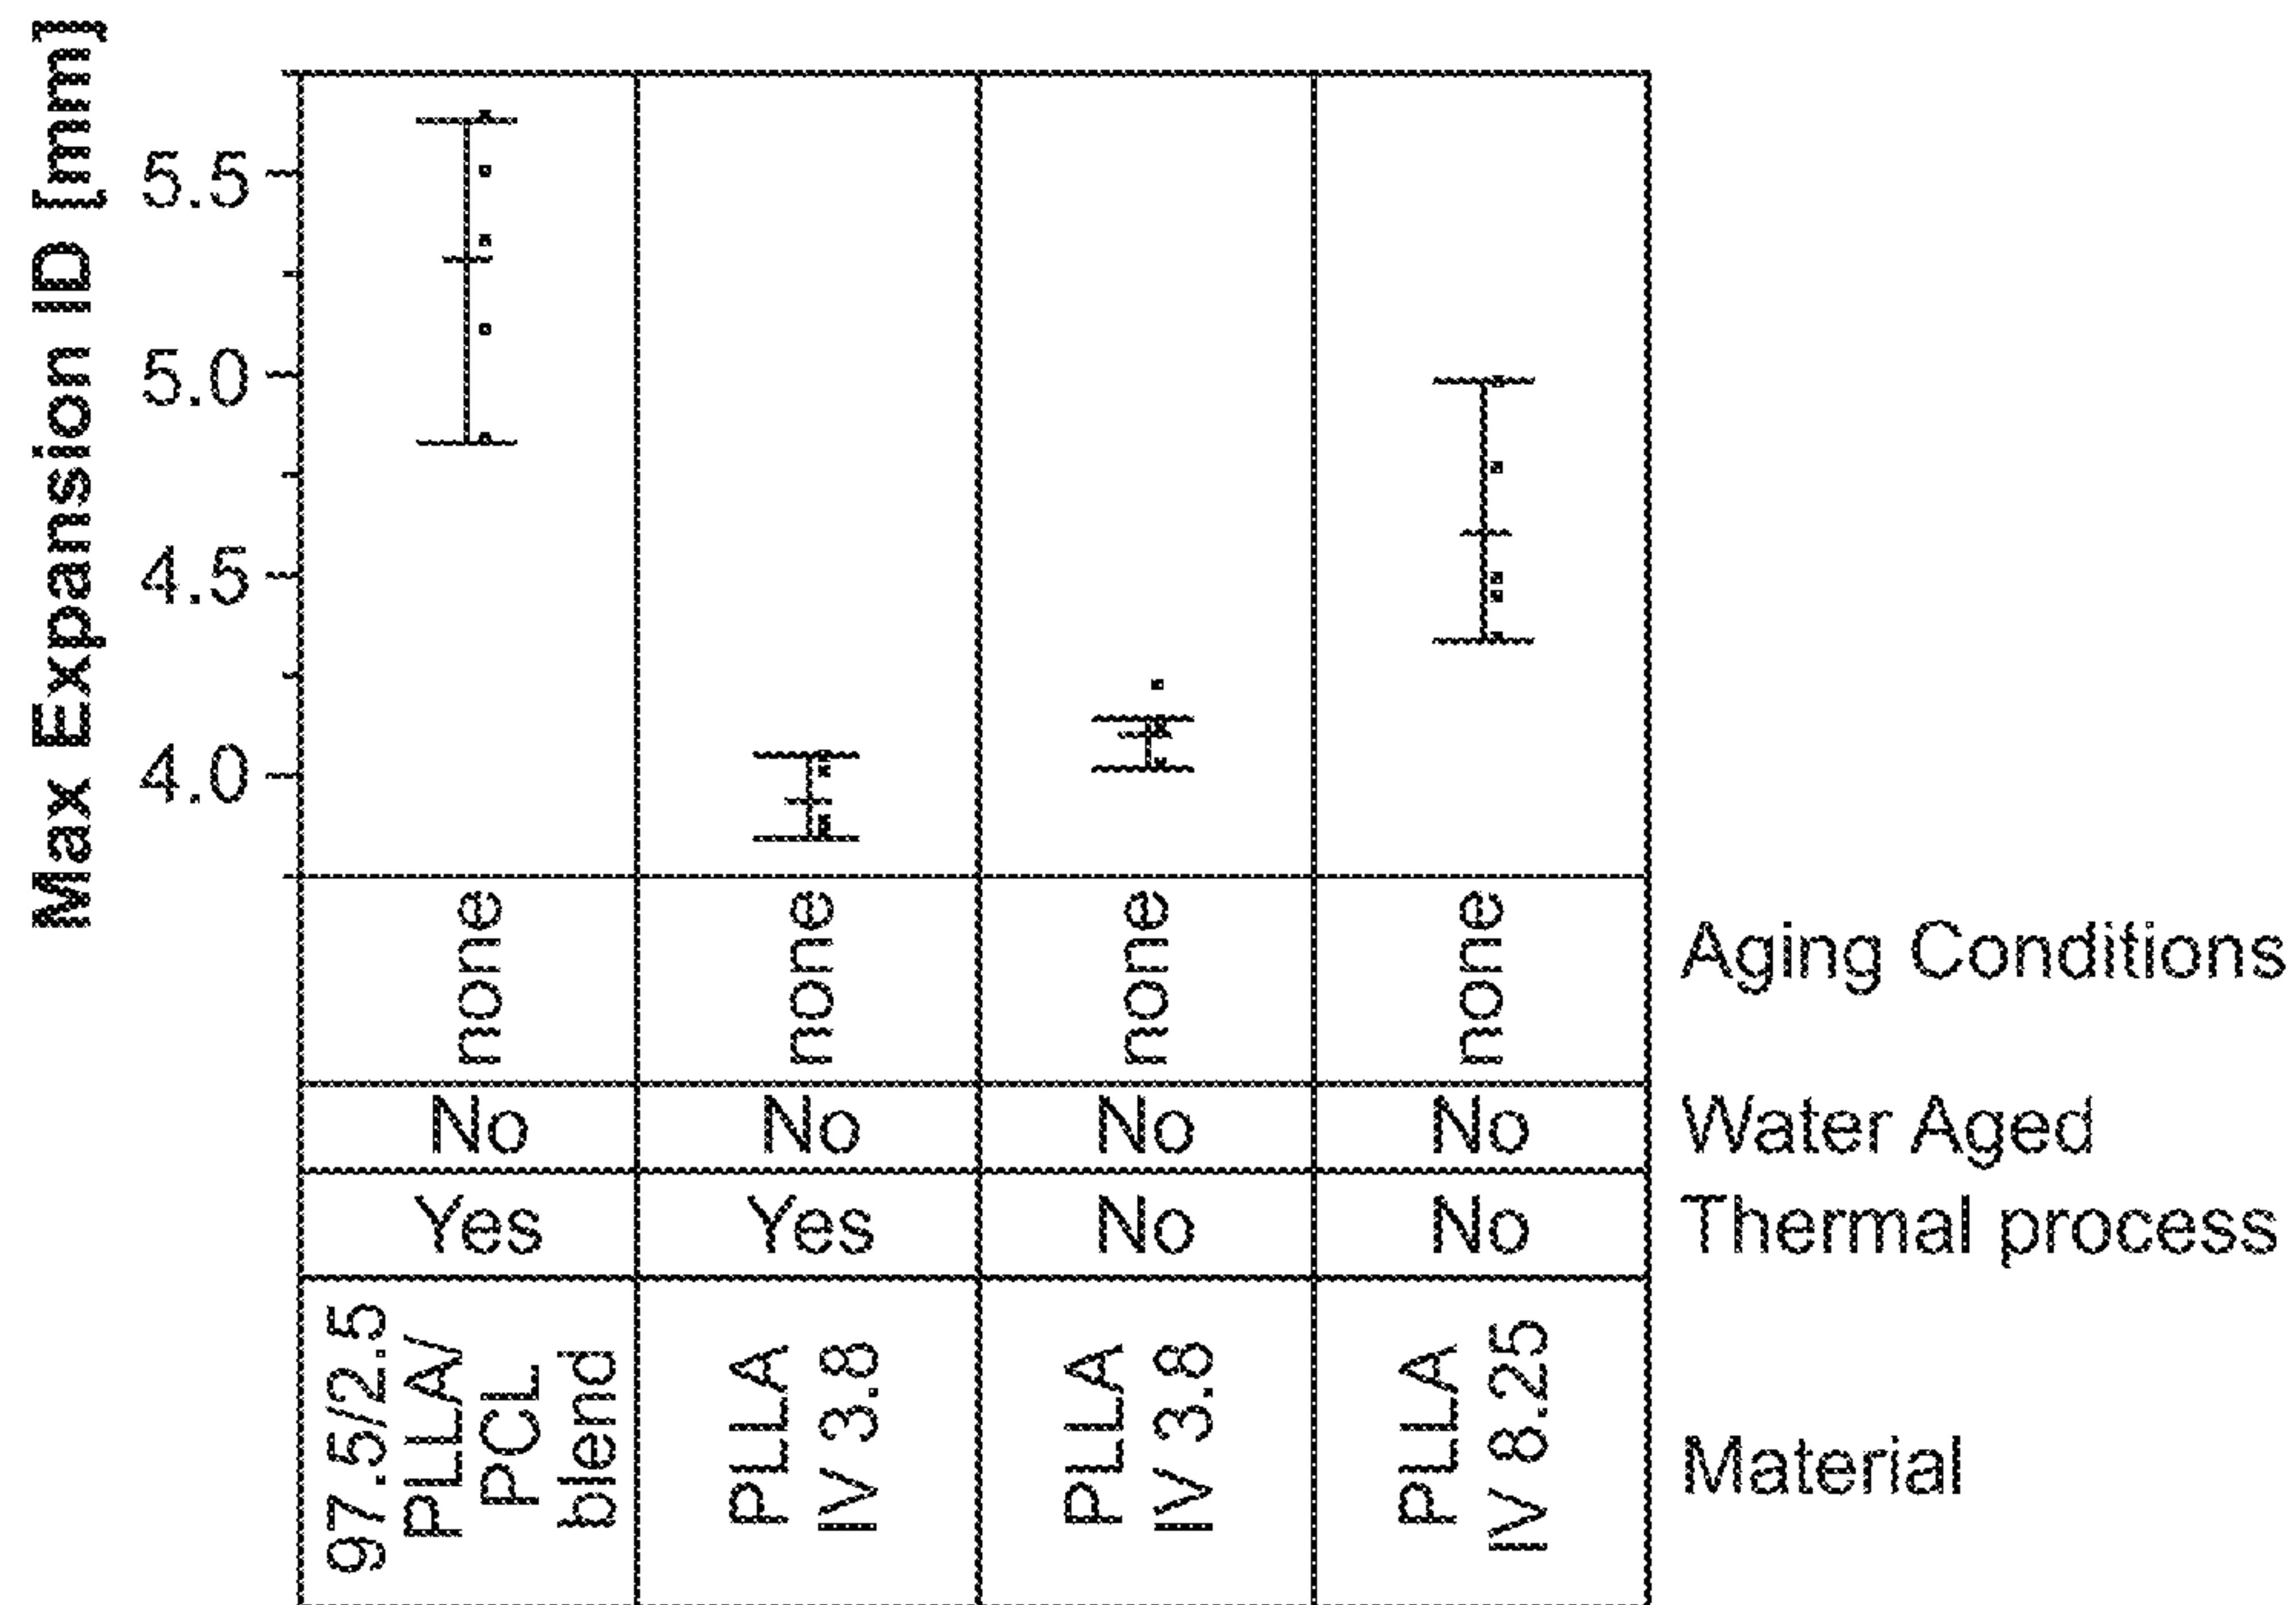 Max Expansion ID [mm]
5.5
5.0
4.5
4.0
none
none
none
none
Aging Conditions
No
No
No
No
Water Aged
Yes
Yes
No
No
Thermal process
97.5/2.5
PLLA/
PCL
blend
PLLA
IV 3.8
PLLA
IV 3.8
PLLA
IV 8.25
Material